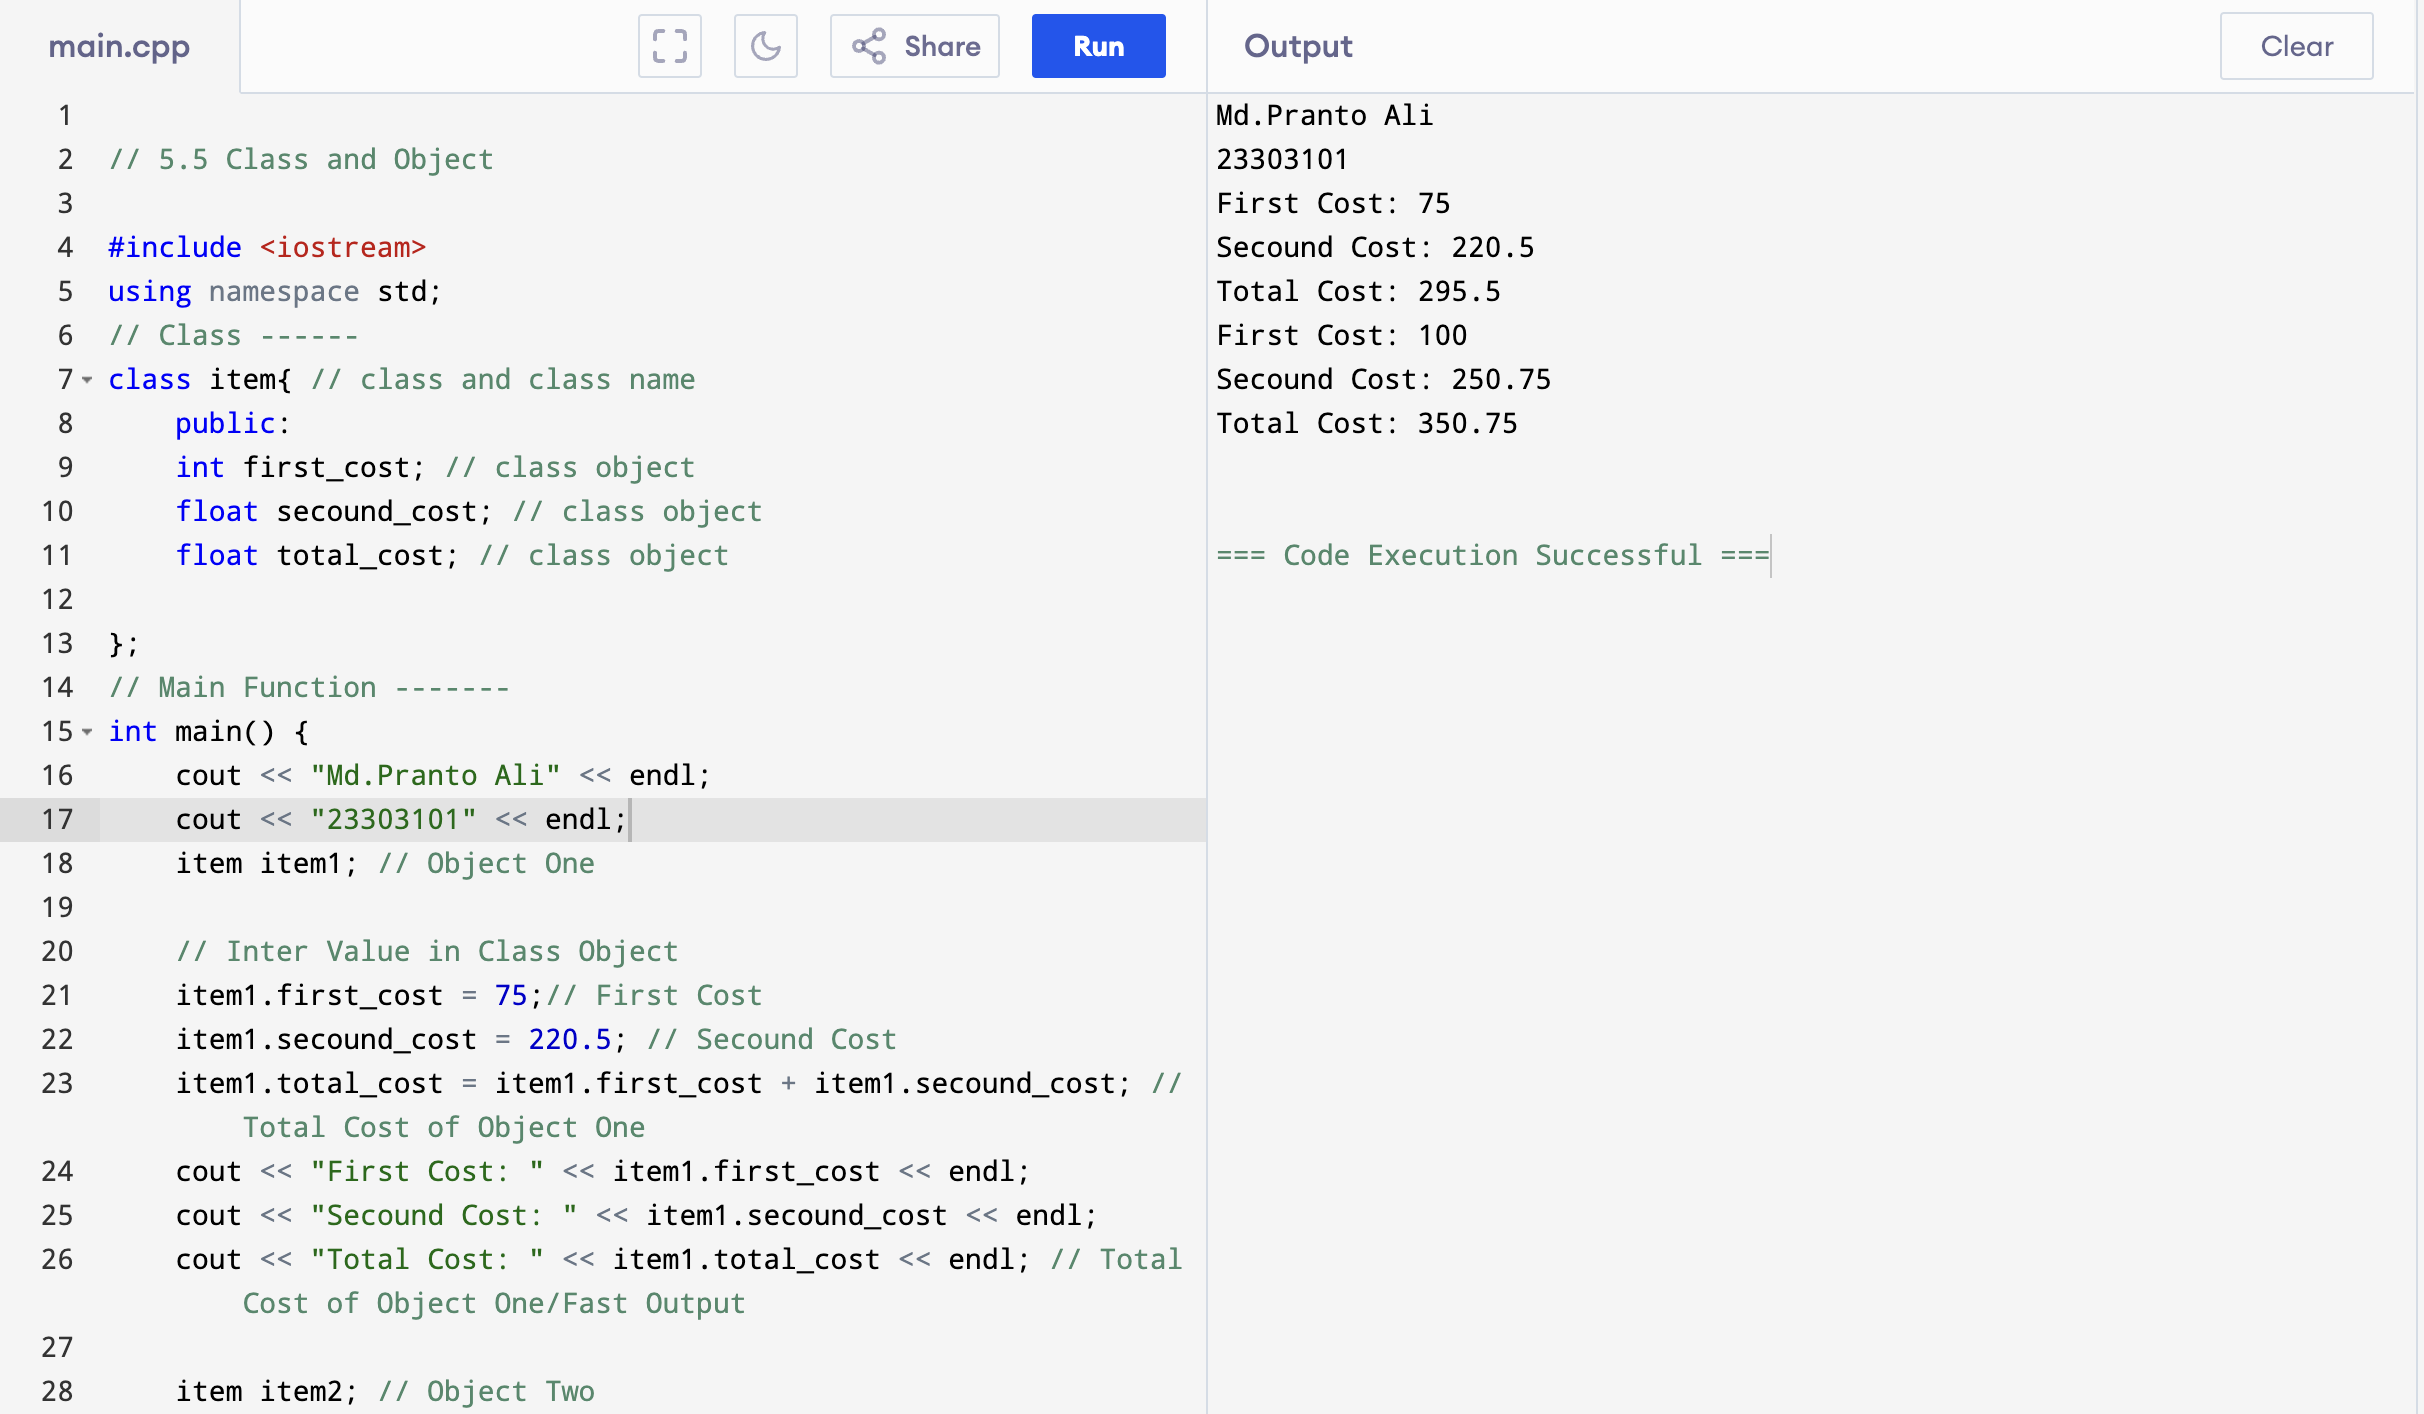 main.cpp
Share
Run
Output
Clear
1
2 // 5.5 Class and Object
3
4 #include <iostream>
5 using namespace std;
6 // Class ------
7 class item{ // class and class name
8     public:
9     int first_cost; // class object
10     float secound_cost; // class object
11     float total_cost; // class object
12
13 };
14 // Main Function -------
15 int main() {
16     cout << "Md.Pranto Ali" << endl;
17     cout << "23303101" << endl;
18     item item1; // Object One
19
20     // Inter Value in Class Object
21     item1.first_cost = 75;// First Cost
22     item1.secound_cost = 220.5; // Secound Cost
23     item1.total_cost = item1.first_cost + item1.secound_cost; //
Total Cost of Object One
24     cout << "First Cost: " << item1.first_cost << endl;
25     cout << "Secound Cost: " << item1.secound_cost << endl;
26     cout << "Total Cost: " << item1.total_cost << endl; // Total
Cost of Object One/Fast Output
27
28     item item2; // Object Two
Md.Pranto Ali
23303101
First Cost: 75
Secound Cost: 220.5
Total Cost: 295.5
First Cost: 100
Secound Cost: 250.75
Total Cost: 350.75
=== Code Execution Successful ===